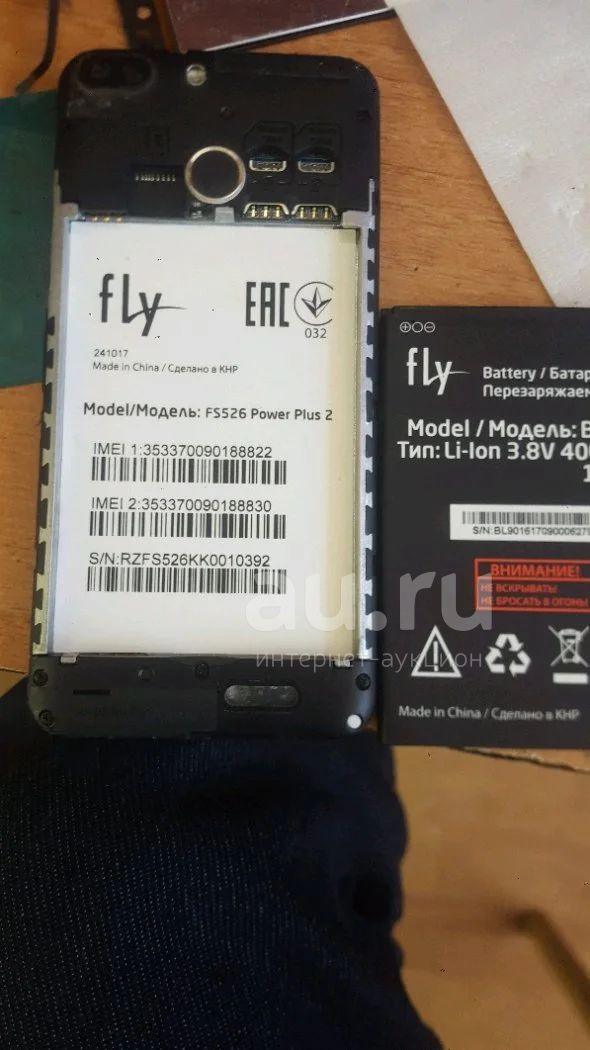 fly
EAC
032
241017
Made in China / Сделано в КНР
Model/Модель: FS526 Power Plus 2
IMEI 1:353370090188822
IMEI 2:353370090188830
S/N:RZFS526KK0010392
fly
Battery / Батар
Перезаряжаем
Model / Модель: B
Тип: Li-Ion 3.8V 40
1
S/N:BL9016170900062
ВНИМАНИЕ!
НЕ ВСКРЫВАТЬ!
НЕ БРОСАТЬ В ОГОНЬ!
Made in China / Сделано в КНР
au.ru
интернет-аукцион